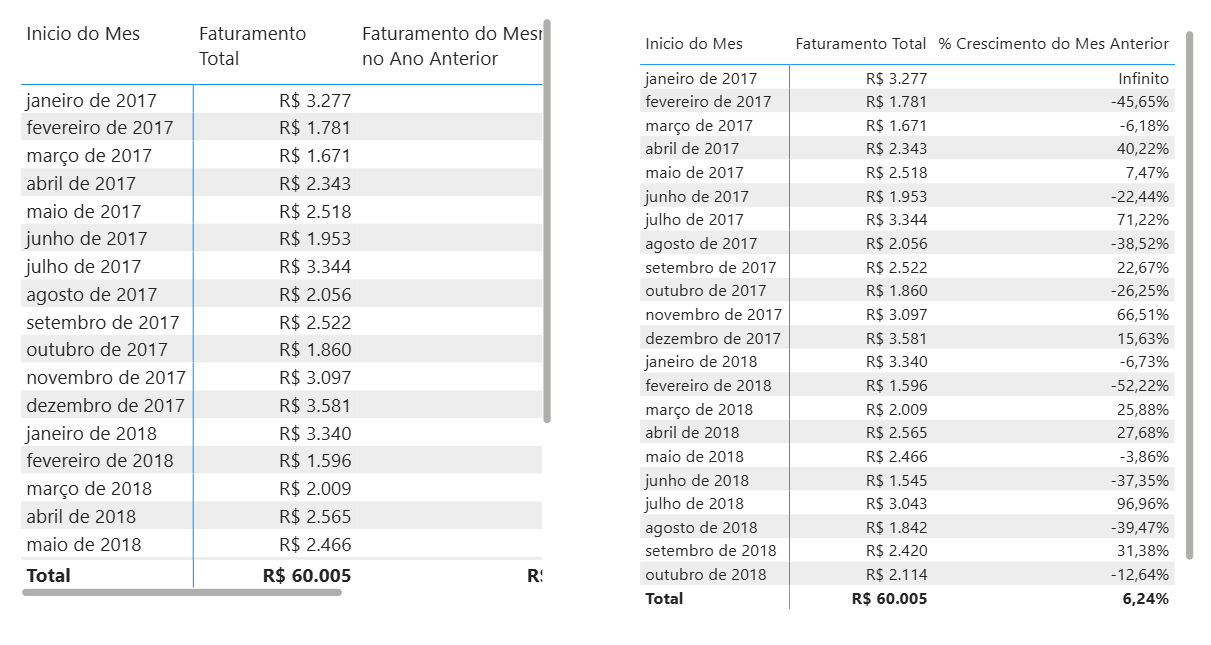 Inicio do Mes Faturamento Total Faturamento do Mesm no Ano Anterior
janeiro de 2017 R$ 3.277
fevereiro de 2017 R$ 1.781
março de 2017 R$ 1.671
abril de 2017 R$ 2.343
maio de 2017 R$ 2.518
junho de 2017 R$ 1.953
julho de 2017 R$ 3.344
agosto de 2017 R$ 2.056
setembro de 2017 R$ 2.522
outubro de 2017 R$ 1.860
novembro de 2017 R$ 3.097
dezembro de 2017 R$ 3.581
janeiro de 2018 R$ 3.340
fevereiro de 2018 R$ 1.596
março de 2018 R$ 2.009
abril de 2018 R$ 2.565
maio de 2018 R$ 2.466
Total R$ 60.005 R$
Inicio do Mes Faturamento Total % Crescimento do Mes Anterior
janeiro de 2017 R$ 3.277 Infinito
fevereiro de 2017 R$ 1.781 -45,65%
março de 2017 R$ 1.671 -6,18%
abril de 2017 R$ 2.343 40,22%
maio de 2017 R$ 2.518 7,47%
junho de 2017 R$ 1.953 -22,44%
julho de 2017 R$ 3.344 71,22%
agosto de 2017 R$ 2.056 -38,52%
setembro de 2017 R$ 2.522 22,67%
outubro de 2017 R$ 1.860 -26,25%
novembro de 2017 R$ 3.097 66,51%
dezembro de 2017 R$ 3.581 15,63%
janeiro de 2018 R$ 3.340 -6,73%
fevereiro de 2018 R$ 1.596 -52,22%
março de 2018 R$ 2.009 25,88%
abril de 2018 R$ 2.565 27,68%
maio de 2018 R$ 2.466 -3,86%
junho de 2018 R$ 1.545 -37,35%
julho de 2018 R$ 3.043 96,96%
agosto de 2018 R$ 1.842 -39,47%
setembro de 2018 R$ 2.420 31,38%
outubro de 2018 R$ 2.114 -12,64%
Total R$ 60.005 6,24%